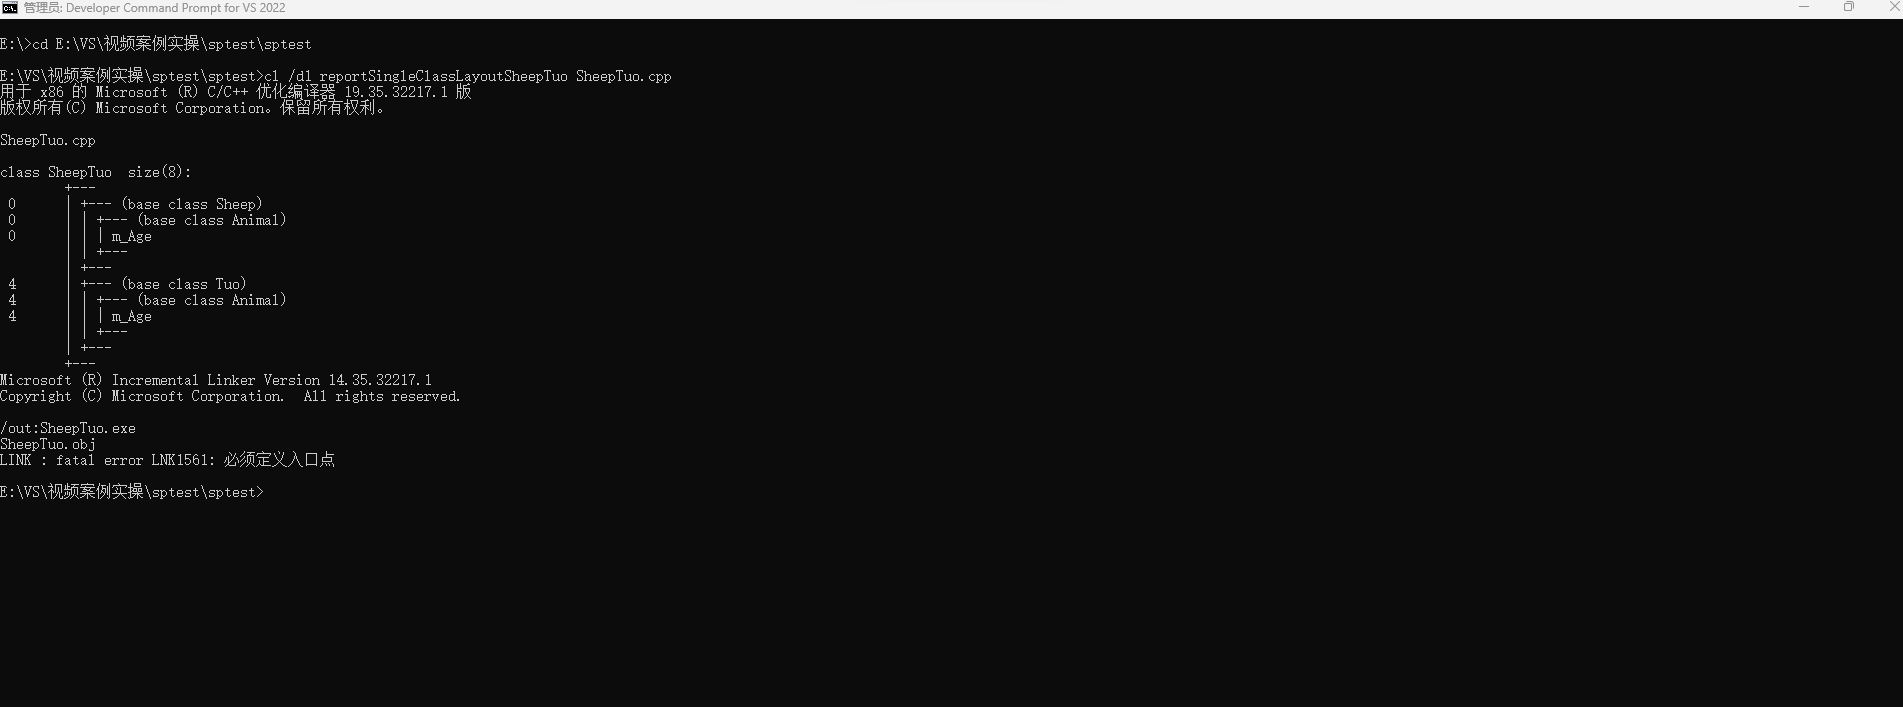 管理员: Developer Command Prompt for VS 2022
E:\>cd E:\VS\视频案例实操\sptest\sptest
E:\VS\视频案例实操\sptest\sptest>cl /d1 reportSingleClassLayoutSheepTuo SheepTuo.cpp
用于 x86 的 Microsoft (R) C/C++ 优化编译器 19.35.32217.1 版
版权所有(C) Microsoft Corporation。保留所有权利。
SheepTuo.cpp
class SheepTuo  size(8):
        +---
 0      | +--- (base class Sheep)
 0      | | +--- (base class Animal)
 0      | | | m_Age
        | | +---
        | +---
 4      | +--- (base class Tuo)
 4      | | +--- (base class Animal)
 4      | | | m_Age
        | | +---
        | +---
        +---
Microsoft (R) Incremental Linker Version 14.35.32217.1
Copyright (C) Microsoft Corporation.  All rights reserved.
/out:SheepTuo.exe
SheepTuo.obj
LINK : fatal error LNK1561: 必须定义入口点
E:\VS\视频案例实操\sptest\sptest>